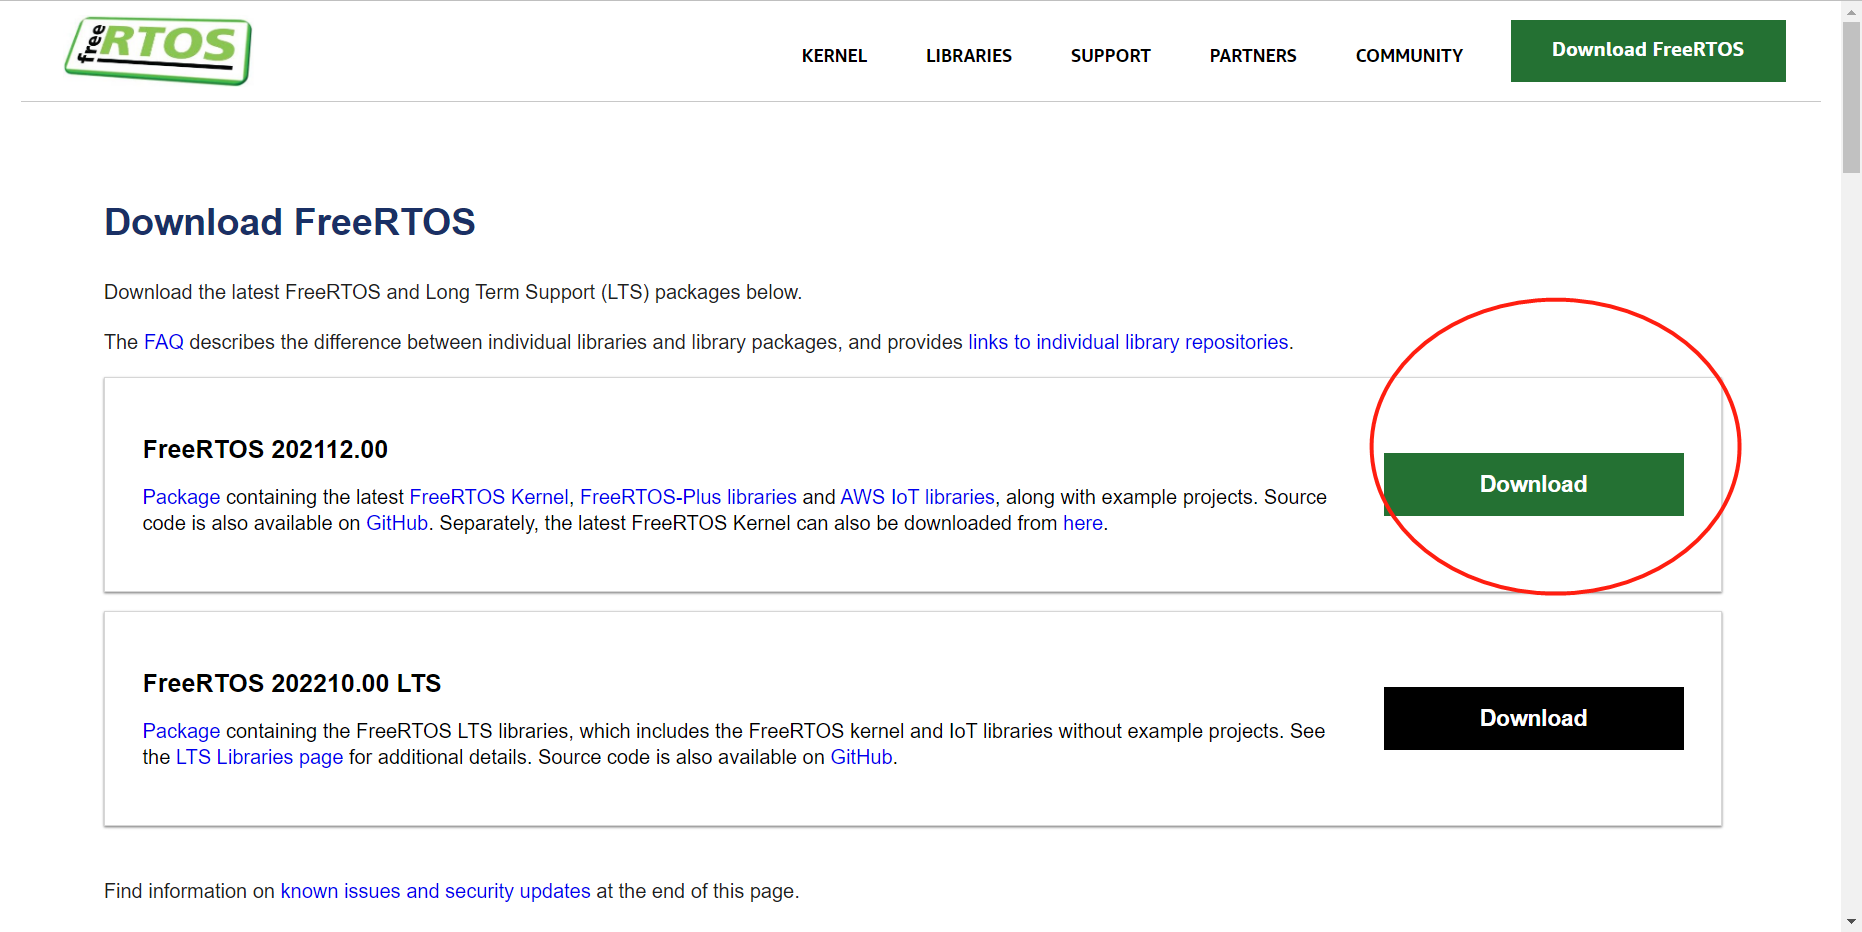 freeRTOS
KERNEL
LIBRARIES
SUPPORT
PARTNERS
COMMUNITY
Download FreeRTOS
Download FreeRTOS
Download the latest FreeRTOS and Long Term Support (LTS) packages below.
The FAQ describes the difference between individual libraries and library packages, and provides links to individual library repositories.
FreeRTOS 202112.00
Package containing the latest FreeRTOS Kernel, FreeRTOS-Plus libraries and AWS IoT libraries, along with example projects. Source
code is also available on GitHub. Separately, the latest FreeRTOS Kernel can also be downloaded from here.
Download
FreeRTOS 202210.00 LTS
Package containing the FreeRTOS LTS libraries, which includes the FreeRTOS kernel and IoT libraries without example projects. See
the LTS Libraries page for additional details. Source code is also available on GitHub.
Download
Find information on known issues and security updates at the end of this page.